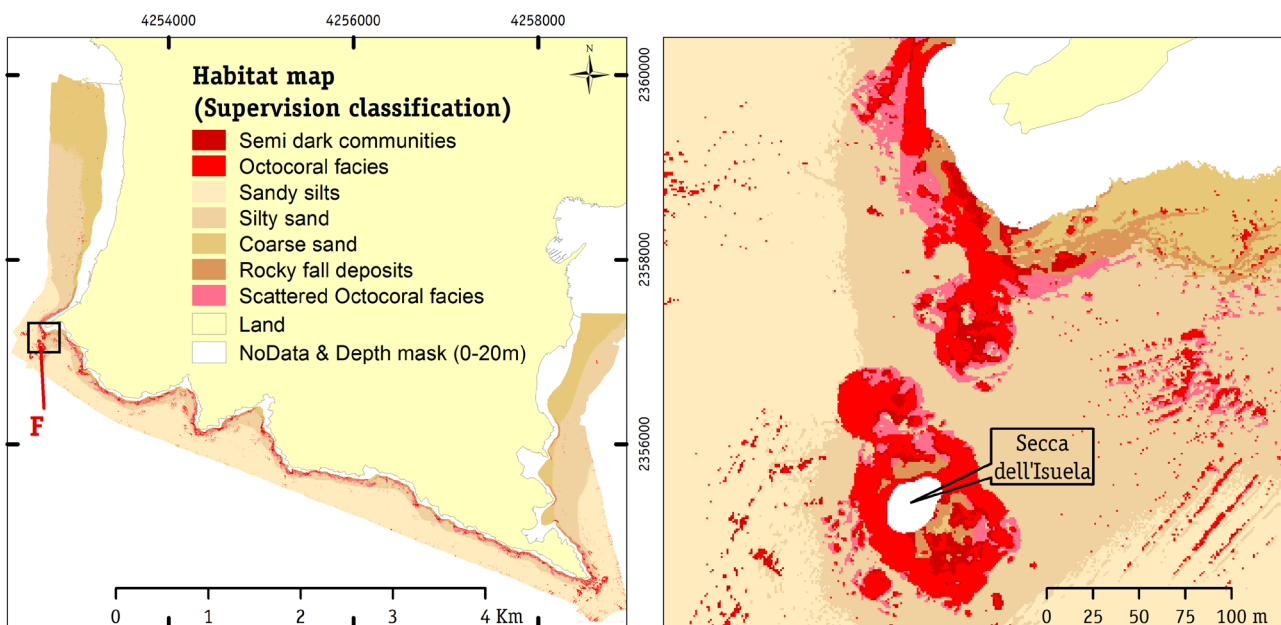 4254000
4256000
4258000
N
Habitat map
(Supervision classification)
Semi dark communities
Octocoral facies
Sandy silts
Silty sand
Coarse sand
Rocky fall deposits
Scattered Octocoral facies
Land
NoData & Depth mask (0-20m)
2360000
2358000
2356000
F
0 1 2 3 4 Km
Secca
dell'Isuela
0 25 50 75 100 m